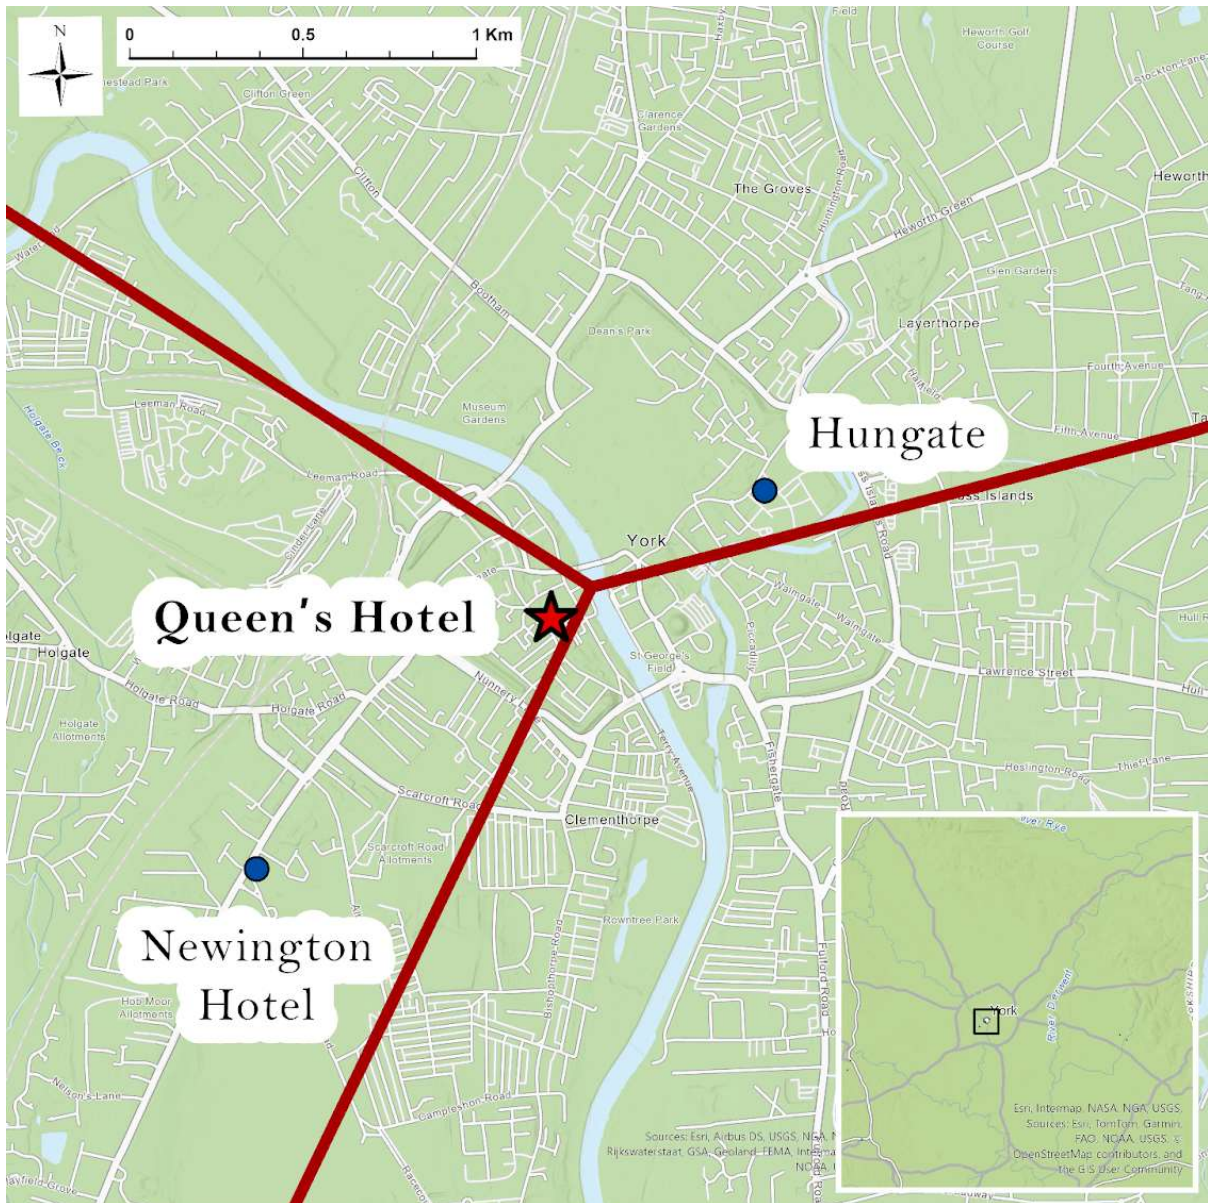 N
0 0.5 1 Km
Field
Heworth Golf
Course
Stockton-Lane
Haxby
Clifton Green
Clarence
Gardens
Clifton
The Groves
Huntington Road
Heworth
Heworth Green
Glen Gardens
Bootham
Dean's Park
Layerthorpe
Fourth Avenue
Leeman Road
Museum
Gardens
Hungate
Fifth Avenue
Holgate Beck
Leeman Road
Cinder Lane
York
Queen's Hotel
Walmgate
Walmgate
Piccadilly
Holgate
St George's
Field
Lawrence Street
Hull
Holgate Road
Holgate Road
Nunnery
Holgate
Allotments
Terry Avenue
Fishergate
Heslington Road
Thief Lane
Road
Scarcroft Road
Clementhorpe
Scarcroft Road
Allotments
Newington
Hotel
Rowntree Park
Bishopthorpe Road
Fulford Road
Hob Moor
Allotments
Nelson's Lane
Campleshon Road
River Derwent
York
Sources: Esri, Airbus DS, USGS, NGA,
Rijkswaterstaat, GSA, Geoland, FEMA,
Esri, Intermap, NASA, NGA, USGS,
Sources: Esri, TomTom, Garmin,
FAO, NOAA, USGS, ©
OpenStreetMap contributors, and
the GIS User Community